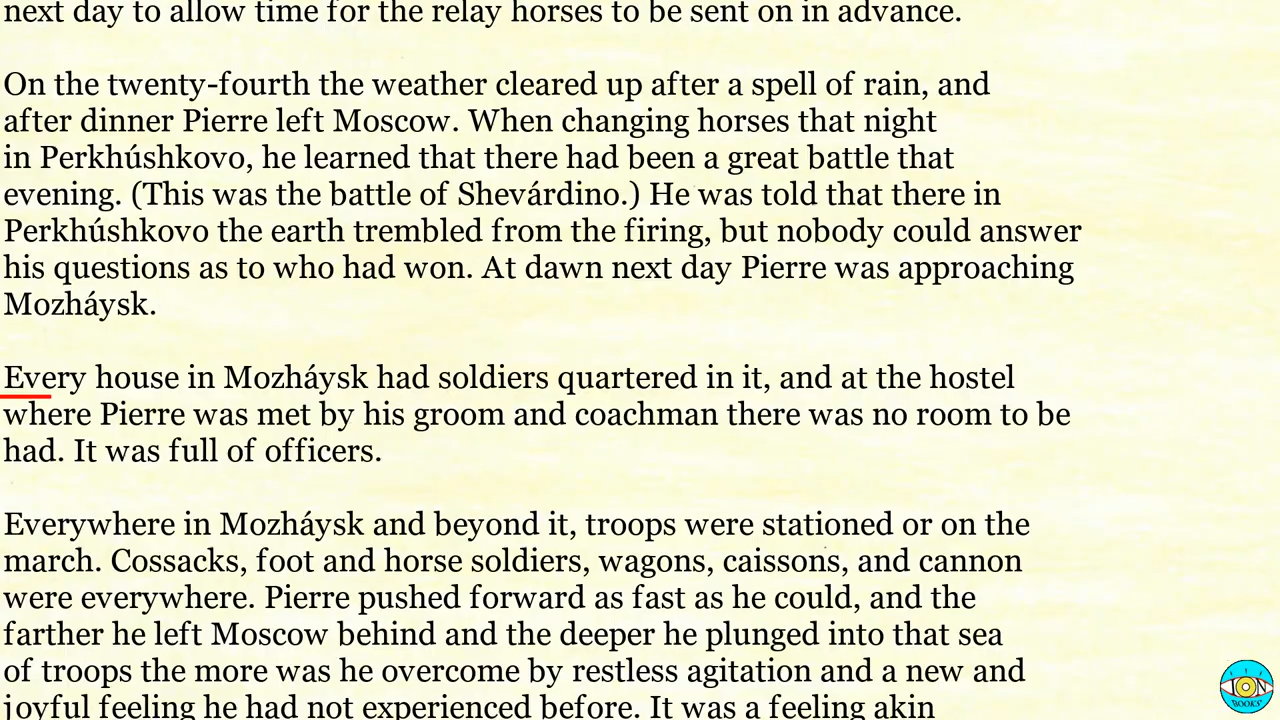 next day to allow time for the relay horses to be sent on in advance.
On the twenty-fourth the weather cleared up after a spell of rain, and
after dinner Pierre left Moscow. When changing horses that night
in Perkhúshkovo, he learned that there had been a great battle that
evening. (This was the battle of Shevárdino.) He was told that there in
Perkhúshkovo the earth trembled from the firing, but nobody could answer
his questions as to who had won. At dawn next day Pierre was approaching
Mozháysk.
Every house in Mozháysk had soldiers quartered in it, and at the hostel
where Pierre was met by his groom and coachman there was no room to be
had. It was full of officers.
Everywhere in Mozháysk and beyond it, troops were stationed or on the
march. Cossacks, foot and horse soldiers, wagons, caissons, and cannon
were everywhere. Pierre pushed forward as fast as he could, and the
farther he left Moscow behind and the deeper he plunged into that sea
of troops the more was he overcome by restless agitation and a new and
joyful feeling he had not experienced before. It was a feeling akin
ION
BOOKS